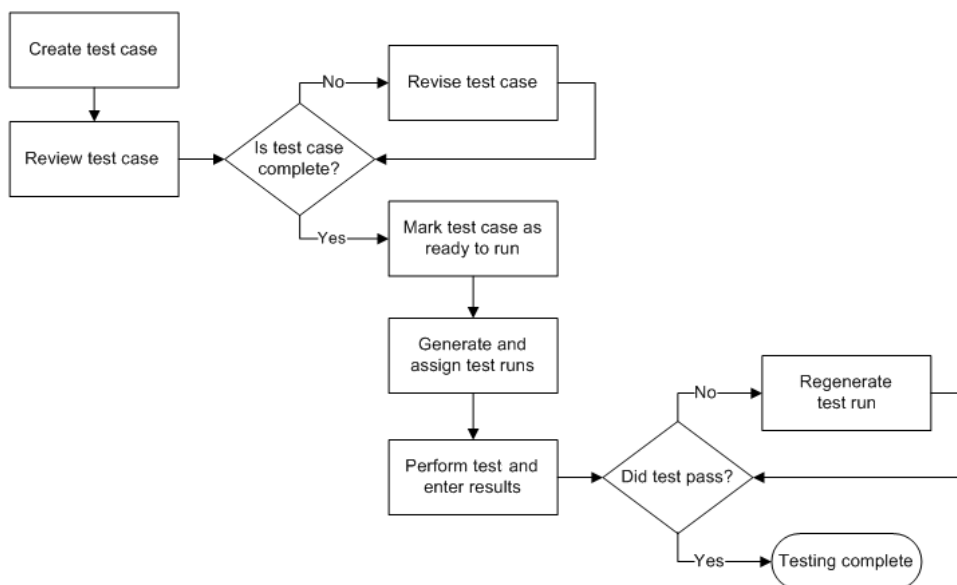 Create test case
No
Revise test case
Review test case
Is test case
complete?
Yes
Mark test case as
ready to run
Generate and
assign test runs
No
Regenerate
test run
Perform test and
enter results
Did test pass?
Yes
Testing complete